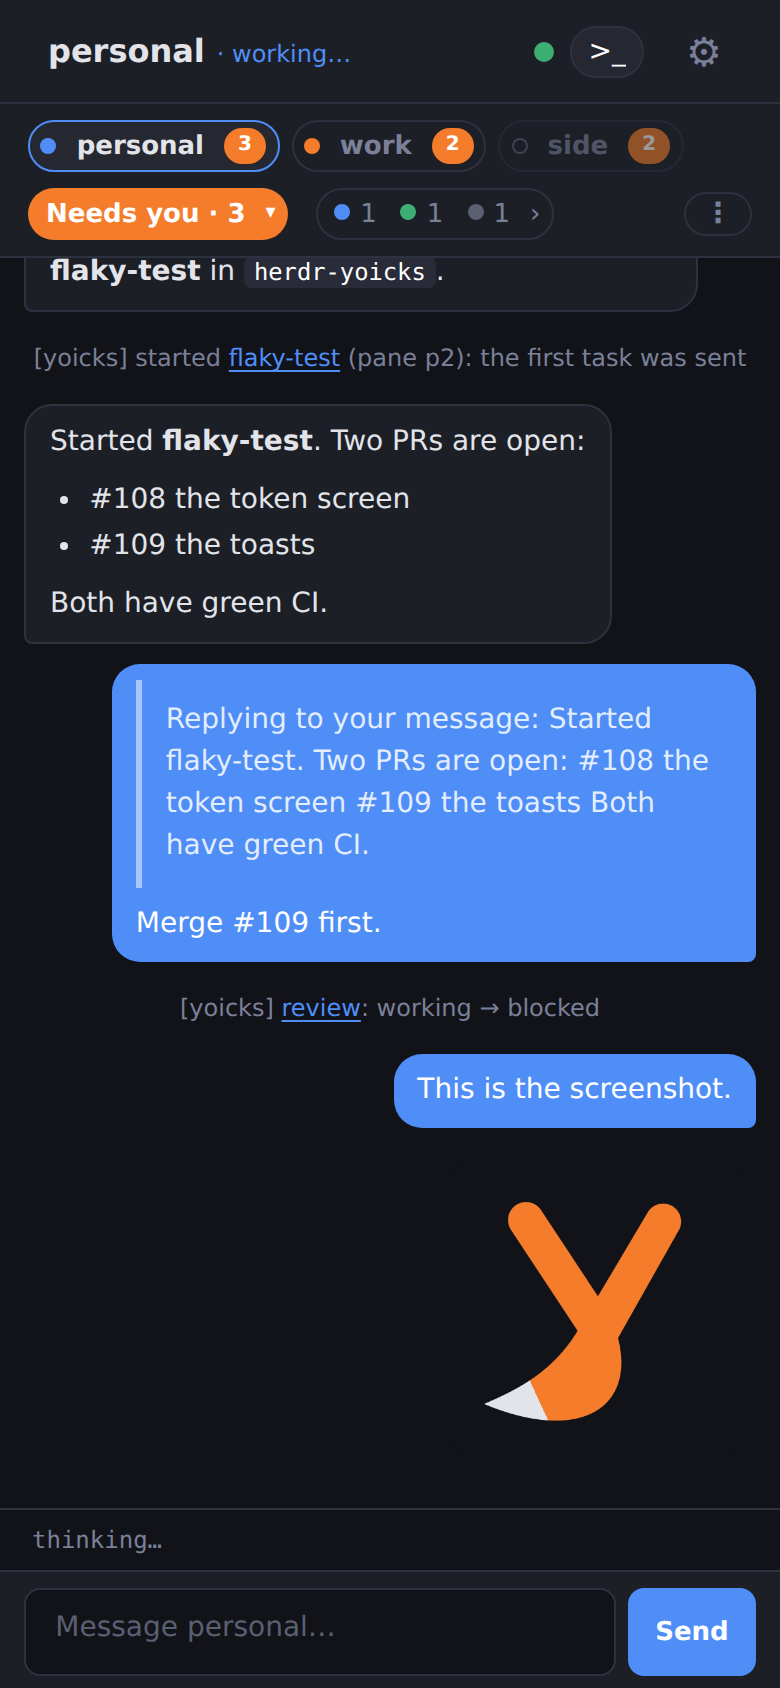 personal · working…
>_
personal 3 work 2 side 2
Needs you · 3 ▾ 1 1 1 ›
flaky-test in herdr-yoicks.
[yoicks] started flaky-test (pane p2): the first task was sent
Started flaky-test. Two PRs are open:
• #108 the token screen
• #109 the toasts
Both have green CI.
Replying to your message: Started
flaky-test. Two PRs are open: #108 the
token screen #109 the toasts Both
have green CI.
Merge #109 first.
[yoicks] review: working → blocked
This is the screenshot.
thinking…
Message personal…
Send